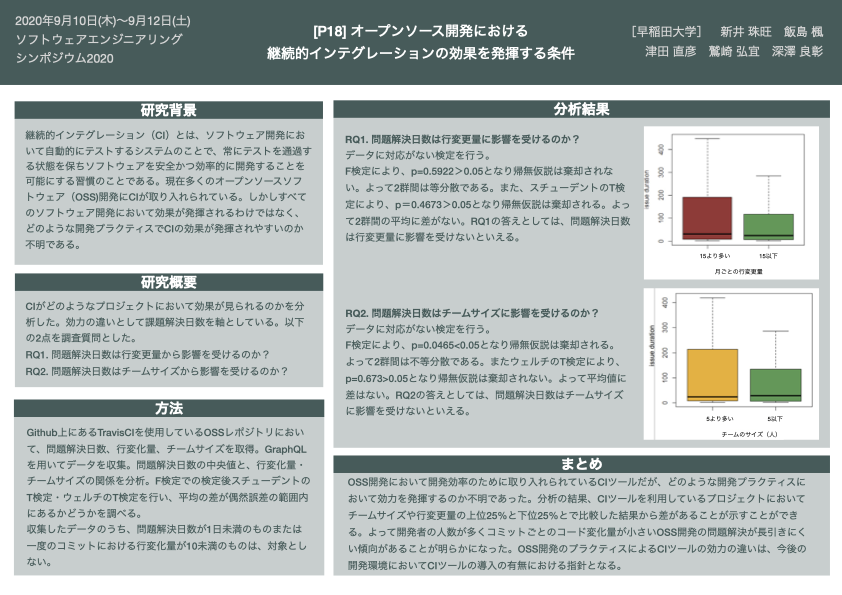 2020年9月10日(木)〜9月12日(土)
ソフトウェアエンジニアリング
シンポジウム2020
[P18] オープンソース開発における
継続的インテグレーションの効果を発揮する条件
［早稲田大学］　新井 珠旺　飯島 楓
津田 直彦　鷲崎 弘宜　深澤 良彰
研究背景
継続的インテグレーション（CI）とは、ソフトウェア開発にお
いて自動的にテストするシステムのことで、常にテストを通過す
る状態を保ちソフトウェアを安全かつ効率的に開発することを
可能にする習慣のことである。現在多くのオープンソースソフ
トウェア（OSS)開発にCIが取り入れられている。しかしすべて
のソフトウェア開発において効果が発揮されるわけではなく、
どのような開発プラクティスでCIの効果が発揮されやすいのか
不明である。
研究概要
CIがどのようなプロジェクトにおいて効果が見られるのかを分
析した。効力の違いとして課題解決日数を軸としている。以下
の2点を調査質問とした。
RQ1. 問題解決日数は行変更量から影響を受けるのか？
RQ2. 問題解決日数はチームサイズから影響を受けるのか？
方法
Github上にあるTravisCIを使用しているOSSレポジトリにおい
て、問題解決日数、行変化量、チームサイズを取得。GraphQL
を用いてデータを収集。問題解決日数の中央値と、行変化量・
チームサイズの関係を分析。F検定での検定後スチューデントの
T検定・ウェルチのT検定を行い、平均の差が偶然誤差の範囲内
にあるかどうかを調べる。
収集したデータのうち、問題解決日数が1日未満のものまたは
一度のコミットにおける行変化量が10未満のものは、対象とし
ない。
分析結果
RQ1. 問題解決日数は行変更量に影響を受けるのか？
データに対応がない検定を行う。
F検定により、p=0.5922＞0.05となり帰無仮説は棄却されな
い。よって2群間は等分散である。また、スチューデントのT検
定により、p＝0.4673＞0.05となり帰無仮説は棄却される。よっ
て2群間の平均に差がない。RQ1の答えとしては、問題解決日数
は行変更量に影響を受けないといえる。
issue duration
400
300
200
100
0
15より多い
15以下
月ごとの行変更量
RQ2. 問題解決日数はチームサイズに影響を受けるのか？
データに対応がない検定を行う。
F検定により、p=0.0465<0.05となり帰無仮説は棄却される。
よって2群間は不等分散である。またウェルチのT検定により、
p=0.673>0.05となり帰無仮説は棄却されない。よって平均値に
差はない。RQ2の答えとしては、問題解決日数はチームサイズ
に影響を受けないといえる。
issue duration
400
300
200
100
0
5より多い
5以下
チームのサイズ（人）
まとめ
OSS開発において開発効率のために取り入れられているCIツールだが、どのような開発プラクティスに
おいて効力を発揮するのか不明であった。分析の結果、CIツールを利用しているプロジェクトにおいて
チームサイズや行変更量の上位25%と下位25%とで比較した結果から差があることが示すことができ
る。よって開発者の人数が多くコミットごとのコード変化量が小さいOSS開発の問題解決が長引きにく
い傾向があることが明らかになった。OSS開発のプラクティスによるCIツールの効力の違いは、今後の
開発環境においてCIツールの導入の有無における指針となる。